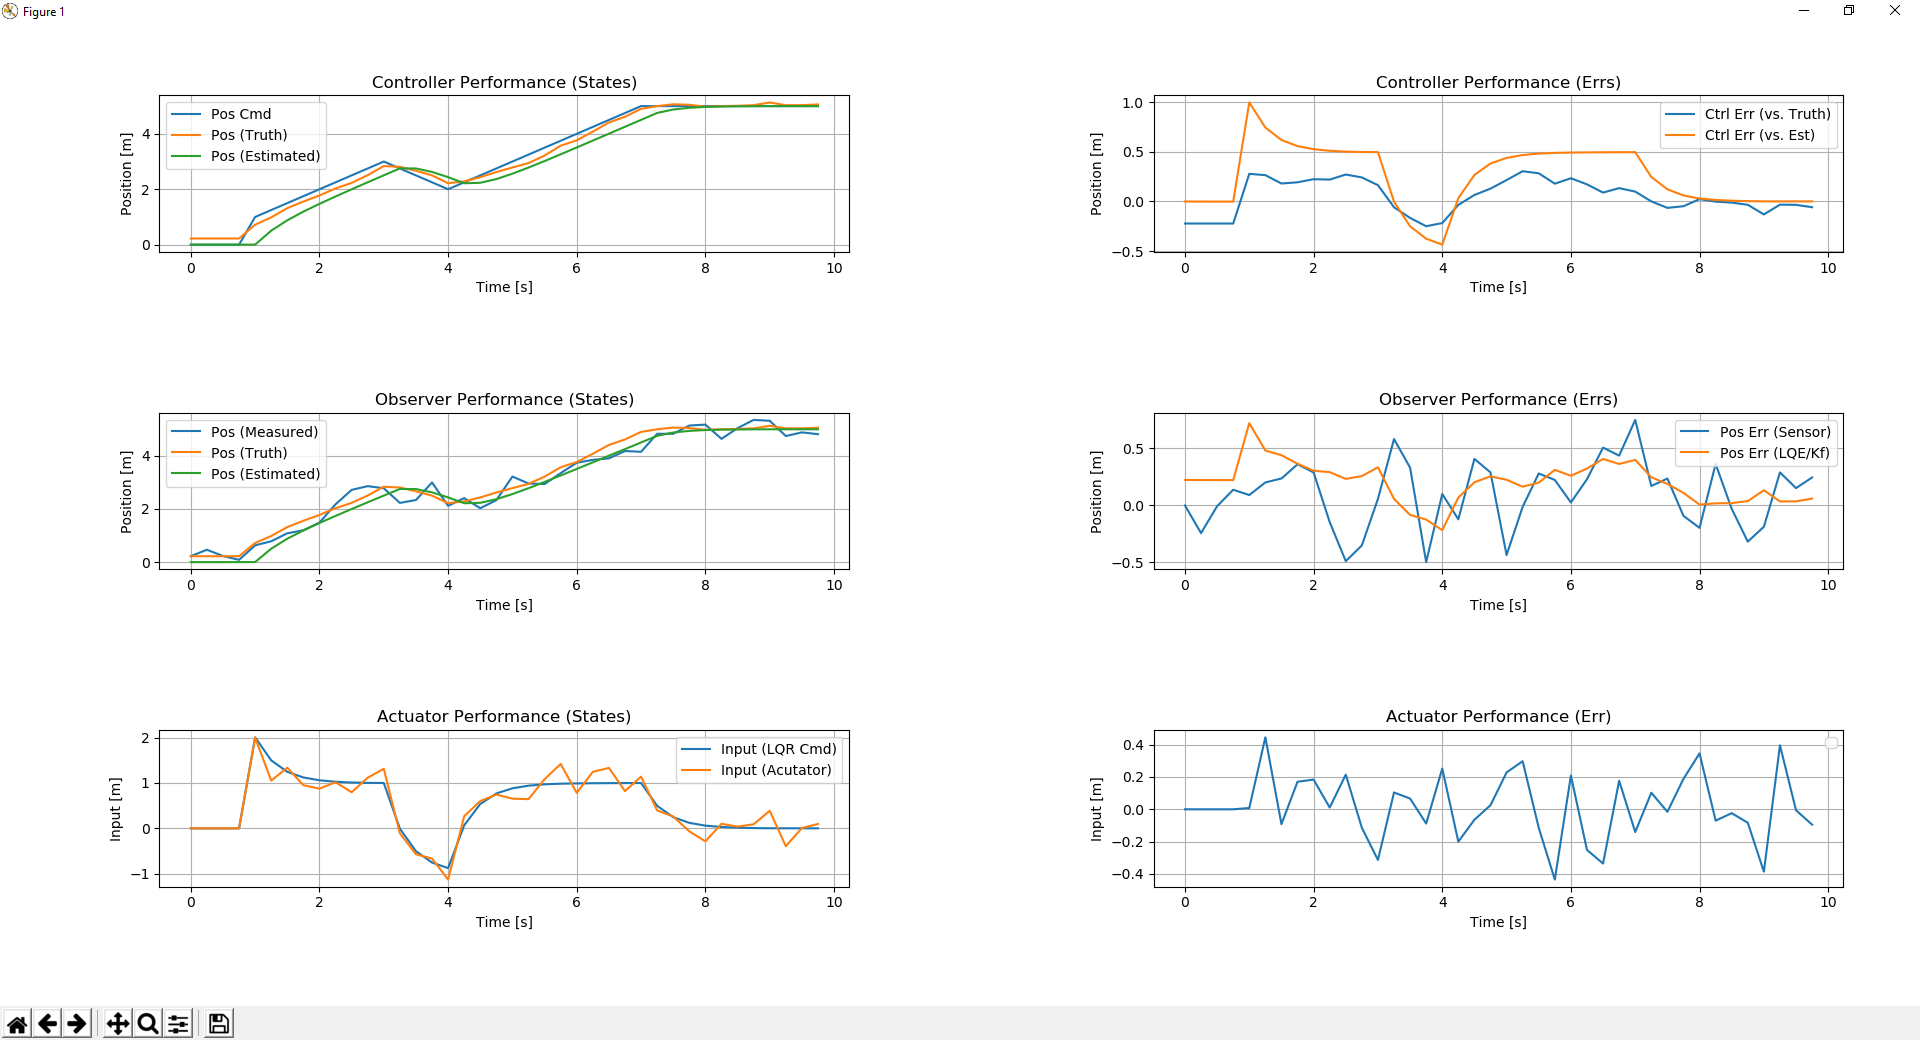 Figure 1
Controller Performance (States)
Pos Cmd
Pos (Truth)
Pos (Estimated)
Position [m]
4
2
0
0 2 4 6 8 10
Time [s]
Controller Performance (Errs)
Ctrl Err (vs. Truth)
Ctrl Err (vs. Est)
Position [m]
1.0
0.5
0.0
−0.5
0 2 4 6 8 10
Time [s]
Observer Performance (States)
Pos (Measured)
Pos (Truth)
Pos (Estimated)
Position [m]
4
2
0
0 2 4 6 8 10
Time [s]
Observer Performance (Errs)
Pos Err (Sensor)
Pos Err (LQE/Kf)
Position [m]
0.5
0.0
−0.5
0 2 4 6 8 10
Time [s]
Actuator Performance (States)
Input (LQR Cmd)
Input (Acutator)
Input [m]
2
1
0
−1
0 2 4 6 8 10
Time [s]
Actuator Performance (Err)
Input [m]
0.4
0.2
0.0
−0.2
−0.4
0 2 4 6 8 10
Time [s]